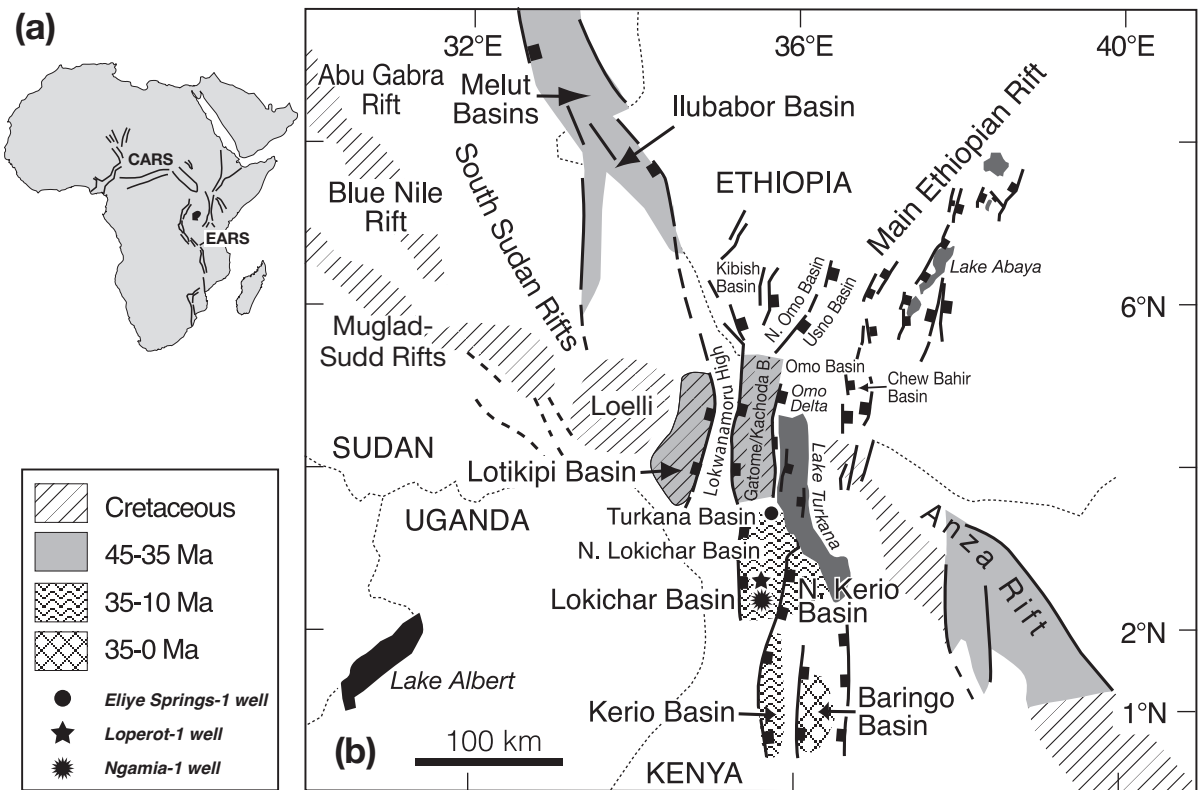 (a)
CARS
EARS
Cretaceous
45-35 Ma
35-10 Ma
35-0 Ma
Eliye Springs-1 well
Loperot-1 well
Ngamia-1 well
32°E
36°E
40°E
Abu Gabra
Rift
Melut
Basins
Ilubabor Basin
Main Ethiopian Rift
Blue Nile
Rift
South Sudan Rifts
ETHIOPIA
Kibish
Basin
N. Omo Basin
Usno Basin
Lake Abaya
6°N
Muglad-
Sudd Rifts
Lokwanamoru High
Gatome/Kachoda B.
Omo Basin
Omo
Delta
Chew Bahir
Basin
Loelli
SUDAN
Lotikipi Basin
Lake Turkana
UGANDA
Turkana Basin
N. Lokichar Basin
Lokichar Basin
N. Kerio
Basin
Anza Rift
2°N
Lake Albert
Kerio Basin
Baringo
Basin
1°N
100 km
(b)
KENYA